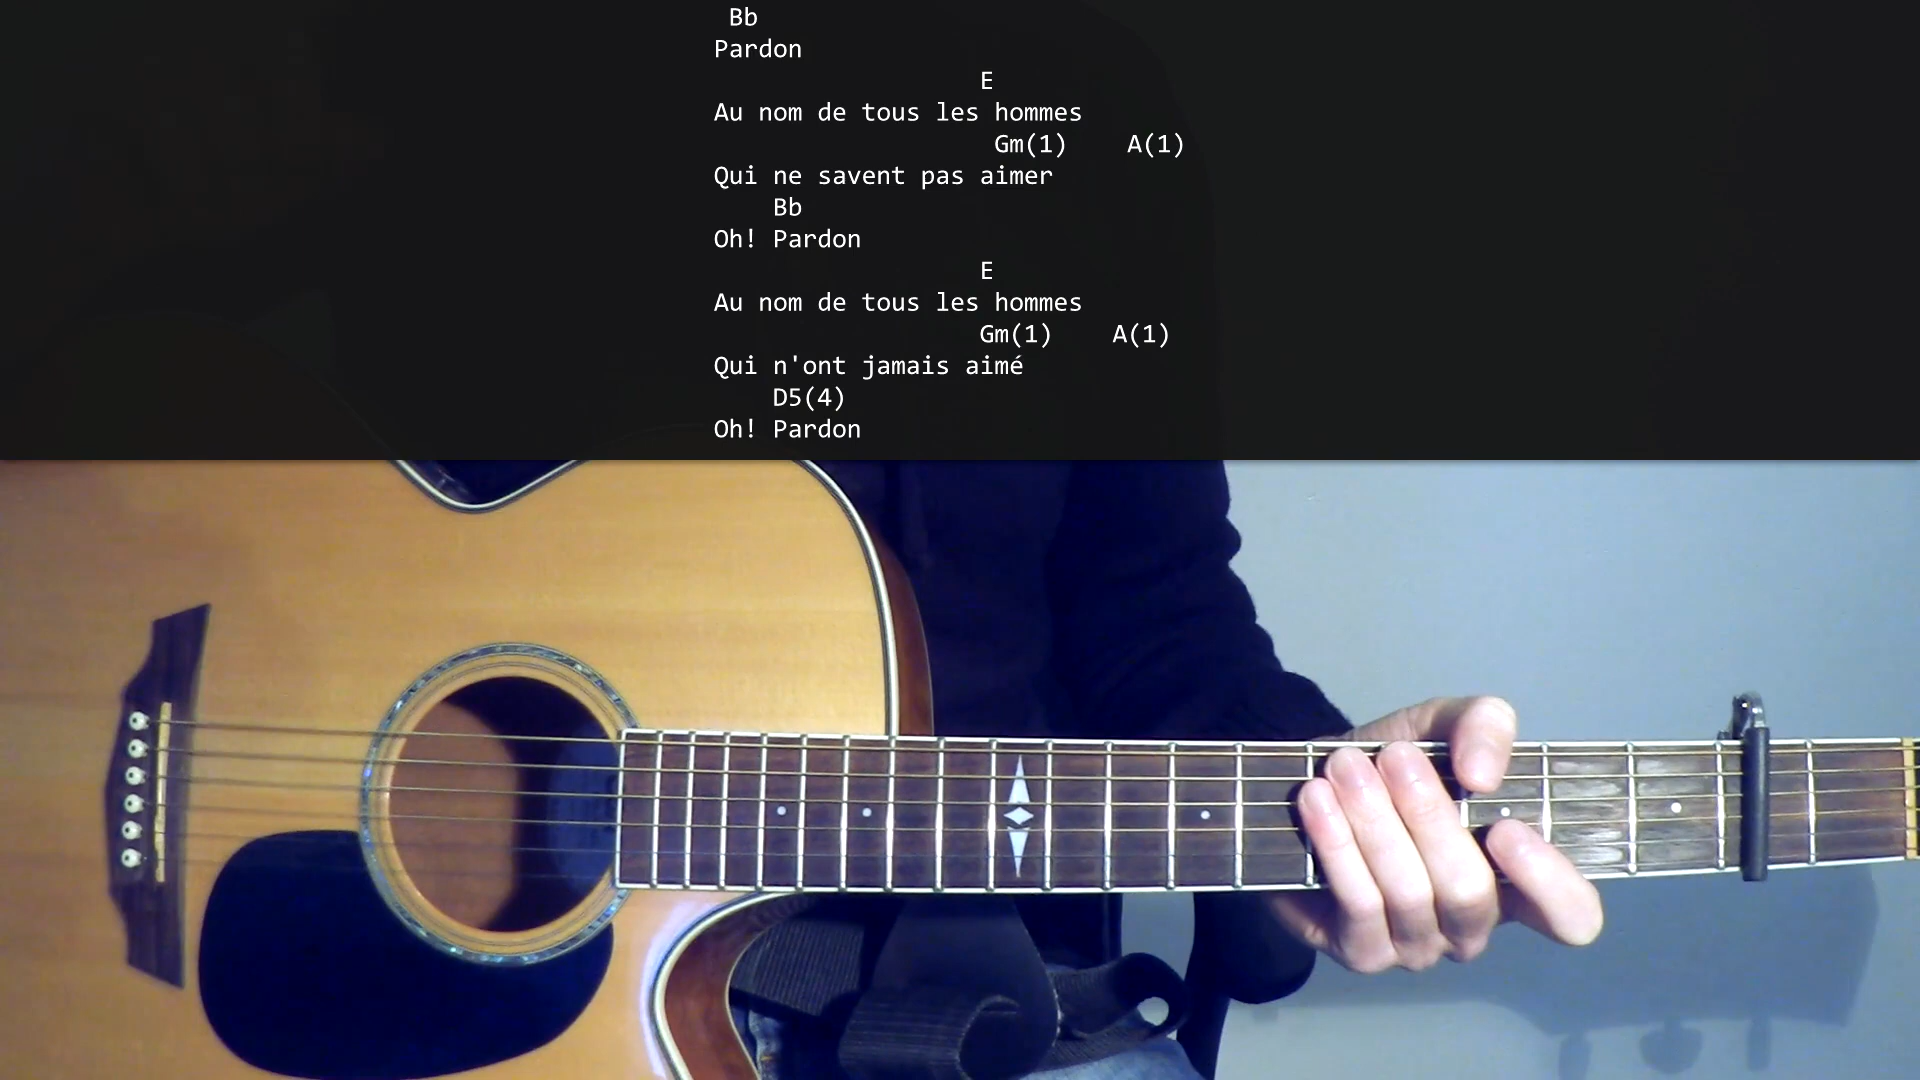 Bb
Pardon
E
Au nom de tous les hommes
Gm(1)    A(1)
Qui ne savent pas aimer
Bb
Oh! Pardon
E
Au nom de tous les hommes
Gm(1)    A(1)
Qui n'ont jamais aimé
D5(4)
Oh! Pardon